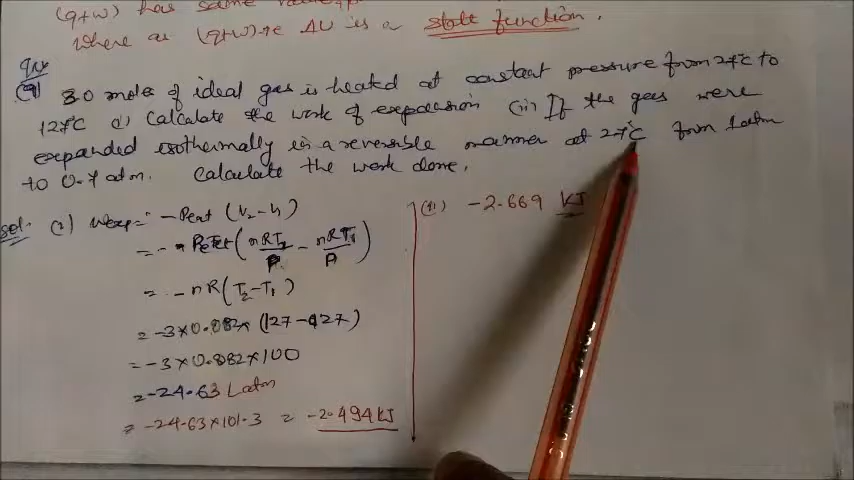 (q+w) has same value
where as (q+w) → ΔU is a state function.
Q(9) 3.0 moles of ideal gas is heated at constant pressure from 27°C to
127°C (i) Calculate the work of expansion (ii) If the gas were
expanded isothermally in a reversible manner at 27°C from 1 atm
to 0.7 atm. Calculate the work done.
Sol. (i) Wexp = -Pext (V2-V1)
= - Pext (nRT2/P - nRT1/P)
= -nR(T2-T1)
= -3×0.082×(127-27)
= -3×0.082×100
= -24.63 L atm
= -24.63×101.3 = -2.494 KJ
(ii) -2.669 KJ